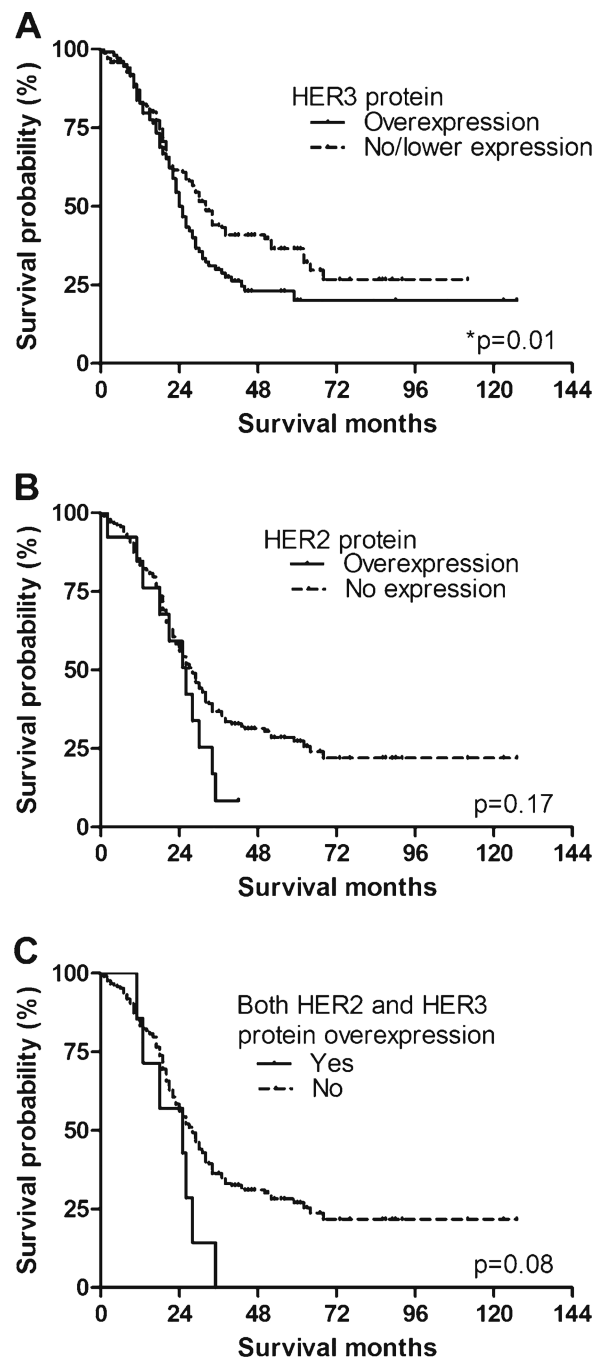 A
100
75
50
25
0
Survival probability (%)
HER3 protein
Overexpression
No/lower expression
*p=0.01
0 24 48 72 96 120 144
Survival months
B
100
75
50
25
0
Survival probability (%)
HER2 protein
Overexpression
No expression
p=0.17
0 24 48 72 96 120 144
Survival months
C
100
75
50
25
0
Survival probability (%)
Both HER2 and HER3
protein overexpression
Yes
No
p=0.08
0 24 48 72 96 120 144
Survival months